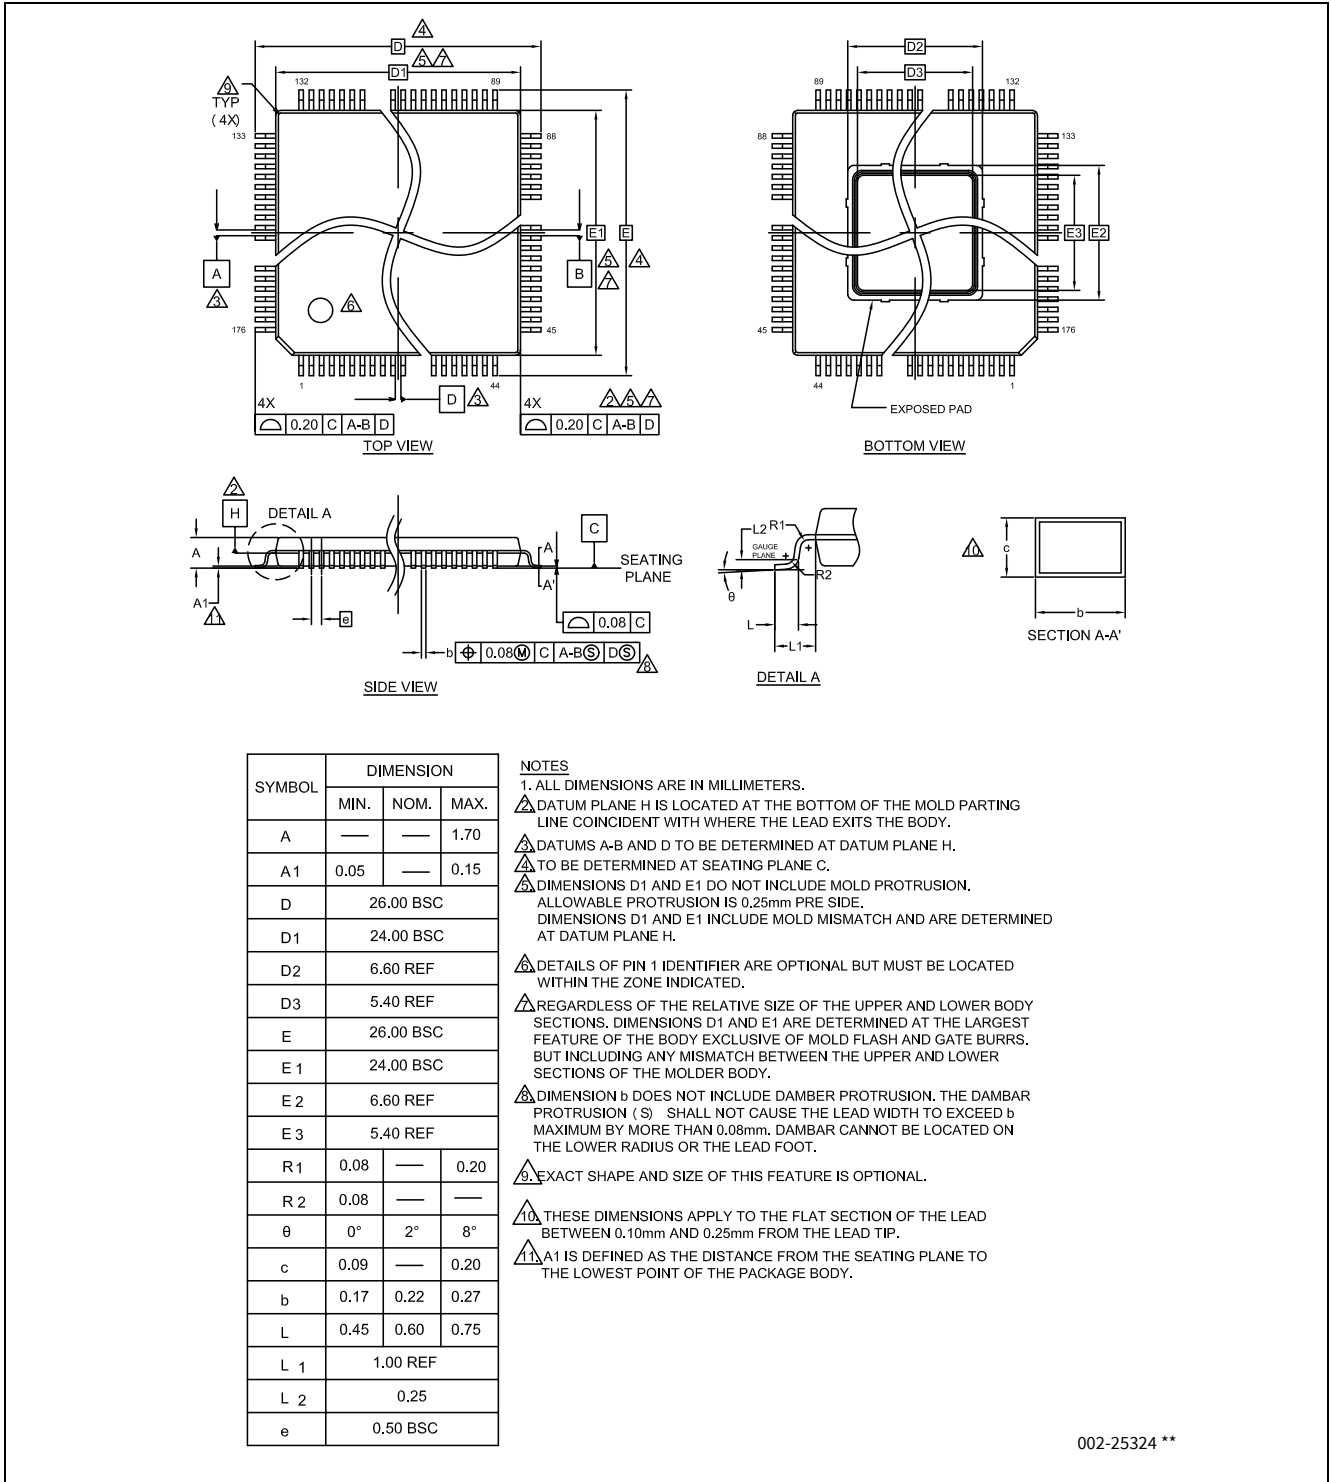 4
D
5 7
D1
132
89
9
TYP
(4X)
133
88
A
3
E1
E
5 4
7
B
6
176
45
1
44
D
3
4X
0.20 C A-B D
4X
2 5 7
0.20 C A-B D
TOP VIEW
D2
D3
89
132
88
133
E3
E2
45
176
44
1
EXPOSED PAD
BOTTOM VIEW
2
H
DETAIL A
A
A1
11
e
A
A'
C
SEATING
PLANE
0.08 C
b 0.08 M C A-B S D S
8
SIDE VIEW
L2
R1
GAUGE
PLANE
R2
θ
L
L1
DETAIL A
10
c
b
SECTION A-A'
SYMBOL DIMENSION
MIN. NOM. MAX.
A — — 1.70
A1 0.05 — 0.15
D 26.00 BSC
D1 24.00 BSC
D2 6.60 REF
D3 5.40 REF
E 26.00 BSC
E1 24.00 BSC
E2 6.60 REF
E3 5.40 REF
R1 0.08 — 0.20
R2 0.08 — —
θ 0° 2° 8°
c 0.09 — 0.20
b 0.17 0.22 0.27
L 0.45 0.60 0.75
L 1 1.00 REF
L 2 0.25
e 0.50 BSC
NOTES
1. ALL DIMENSIONS ARE IN MILLIMETERS.
2. DATUM PLANE H IS LOCATED AT THE BOTTOM OF THE MOLD PARTING
LINE COINCIDENT WITH WHERE THE LEAD EXITS THE BODY.
3. DATUMS A-B AND D TO BE DETERMINED AT DATUM PLANE H.
4. TO BE DETERMINED AT SEATING PLANE C.
5. DIMENSIONS D1 AND E1 DO NOT INCLUDE MOLD PROTRUSION.
ALLOWABLE PROTRUSION IS 0.25mm PRE SIDE.
DIMENSIONS D1 AND E1 INCLUDE MOLD MISMATCH AND ARE DETERMINED
AT DATUM PLANE H.
6. DETAILS OF PIN 1 IDENTIFIER ARE OPTIONAL BUT MUST BE LOCATED
WITHIN THE ZONE INDICATED.
7. REGARDLESS OF THE RELATIVE SIZE OF THE UPPER AND LOWER BODY
SECTIONS. DIMENSIONS D1 AND E1 ARE DETERMINED AT THE LARGEST
FEATURE OF THE BODY EXCLUSIVE OF MOLD FLASH AND GATE BURRS.
BUT INCLUDING ANY MISMATCH BETWEEN THE UPPER AND LOWER
SECTIONS OF THE MOLDER BODY.
8. DIMENSION b DOES NOT INCLUDE DAMBER PROTRUSION. THE DAMBAR
PROTRUSION (S) SHALL NOT CAUSE THE LEAD WIDTH TO EXCEED b
MAXIMUM BY MORE THAN 0.08mm. DAMBAR CANNOT BE LOCATED ON
THE LOWER RADIUS OR THE LEAD FOOT.
9. EXACT SHAPE AND SIZE OF THIS FEATURE IS OPTIONAL.
10. THESE DIMENSIONS APPLY TO THE FLAT SECTION OF THE LEAD
BETWEEN 0.10mm AND 0.25mm FROM THE LEAD TIP.
11. A1 IS DEFINED AS THE DISTANCE FROM THE SEATING PLANE TO
THE LOWEST POINT OF THE PACKAGE BODY.
002-25324 **